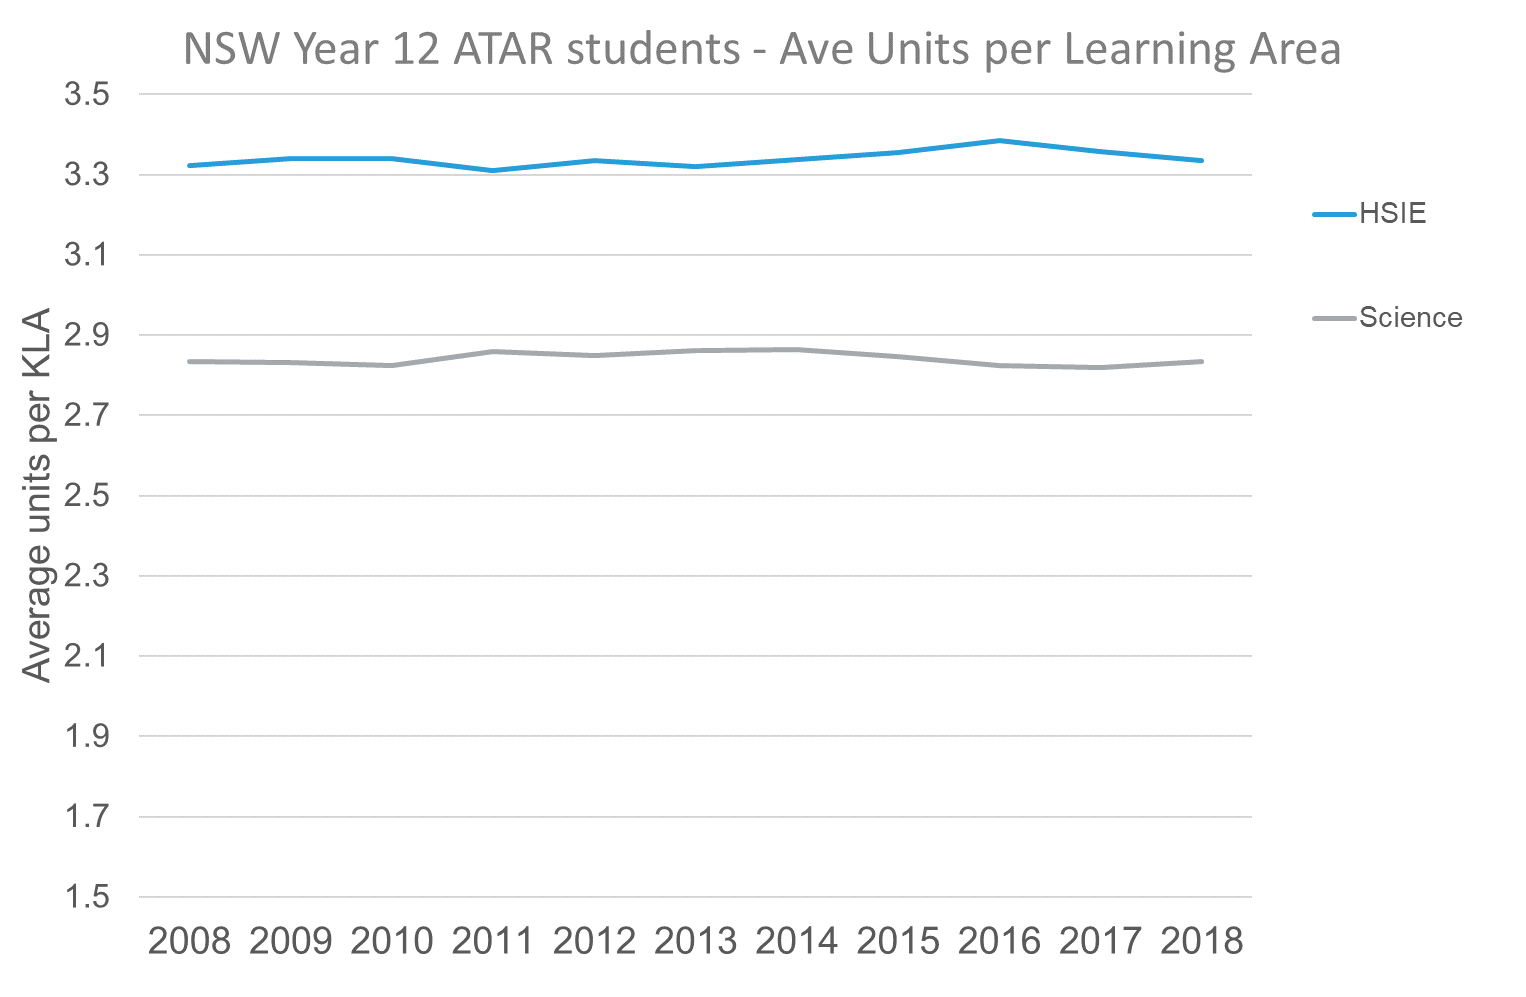 NSW Year 12 ATAR students - Ave Units per Learning Area
Average units per KLA
3.5
3.3
3.1
2.9
2.7
2.5
2.3
2.1
1.9
1.7
1.5
2008 2009 2010 2011 2012 2013 2014 2015 2016 2017 2018
HSIE
Science